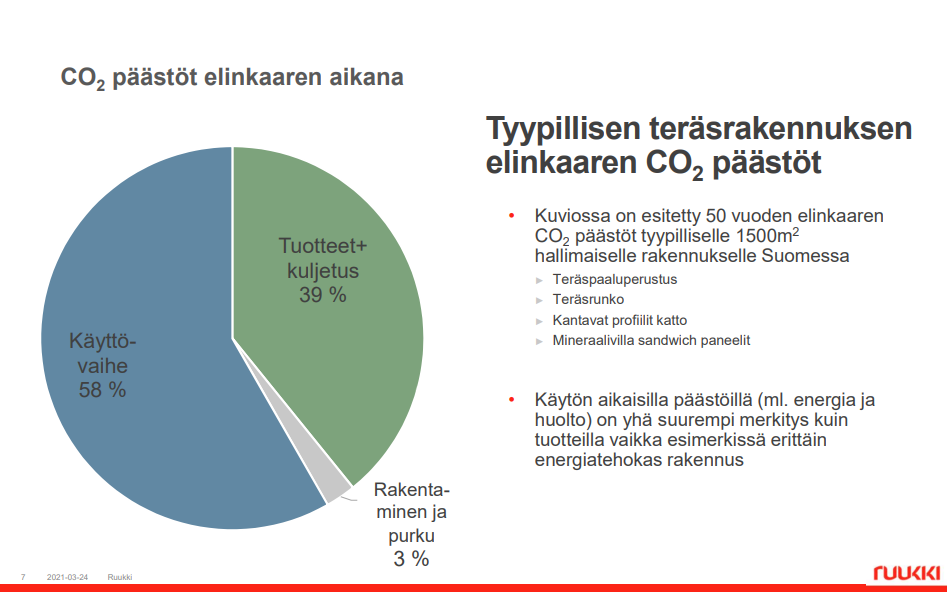 CO2 päästöt elinkaaren aikana
Tyypillisen teräsrakennuksen
elinkaaren CO2 päästöt
Tuotteet+
kuljetus
39 %
Käyttö-
vaihe
58 %
Rakenta-
minen ja
purku
3 %
• Kuviossa on esitetty 50 vuoden elinkaaren
CO2 päästöt tyypilliselle 1500m2
hallimaiselle rakennukselle Suomessa
► Teräspaaluperustus
► Teräsrunko
► Kantavat profiilit katto
► Mineraalivilla sandwich paneelit
• Käytön aikaisilla päästöillä (ml. energia ja
huolto) on yhä suurempi merkitys kuin
tuotteilla vaikka esimerkissä erittäin
energiatehokas rakennus
7 2021-03-24 Ruukki
RUUKKI